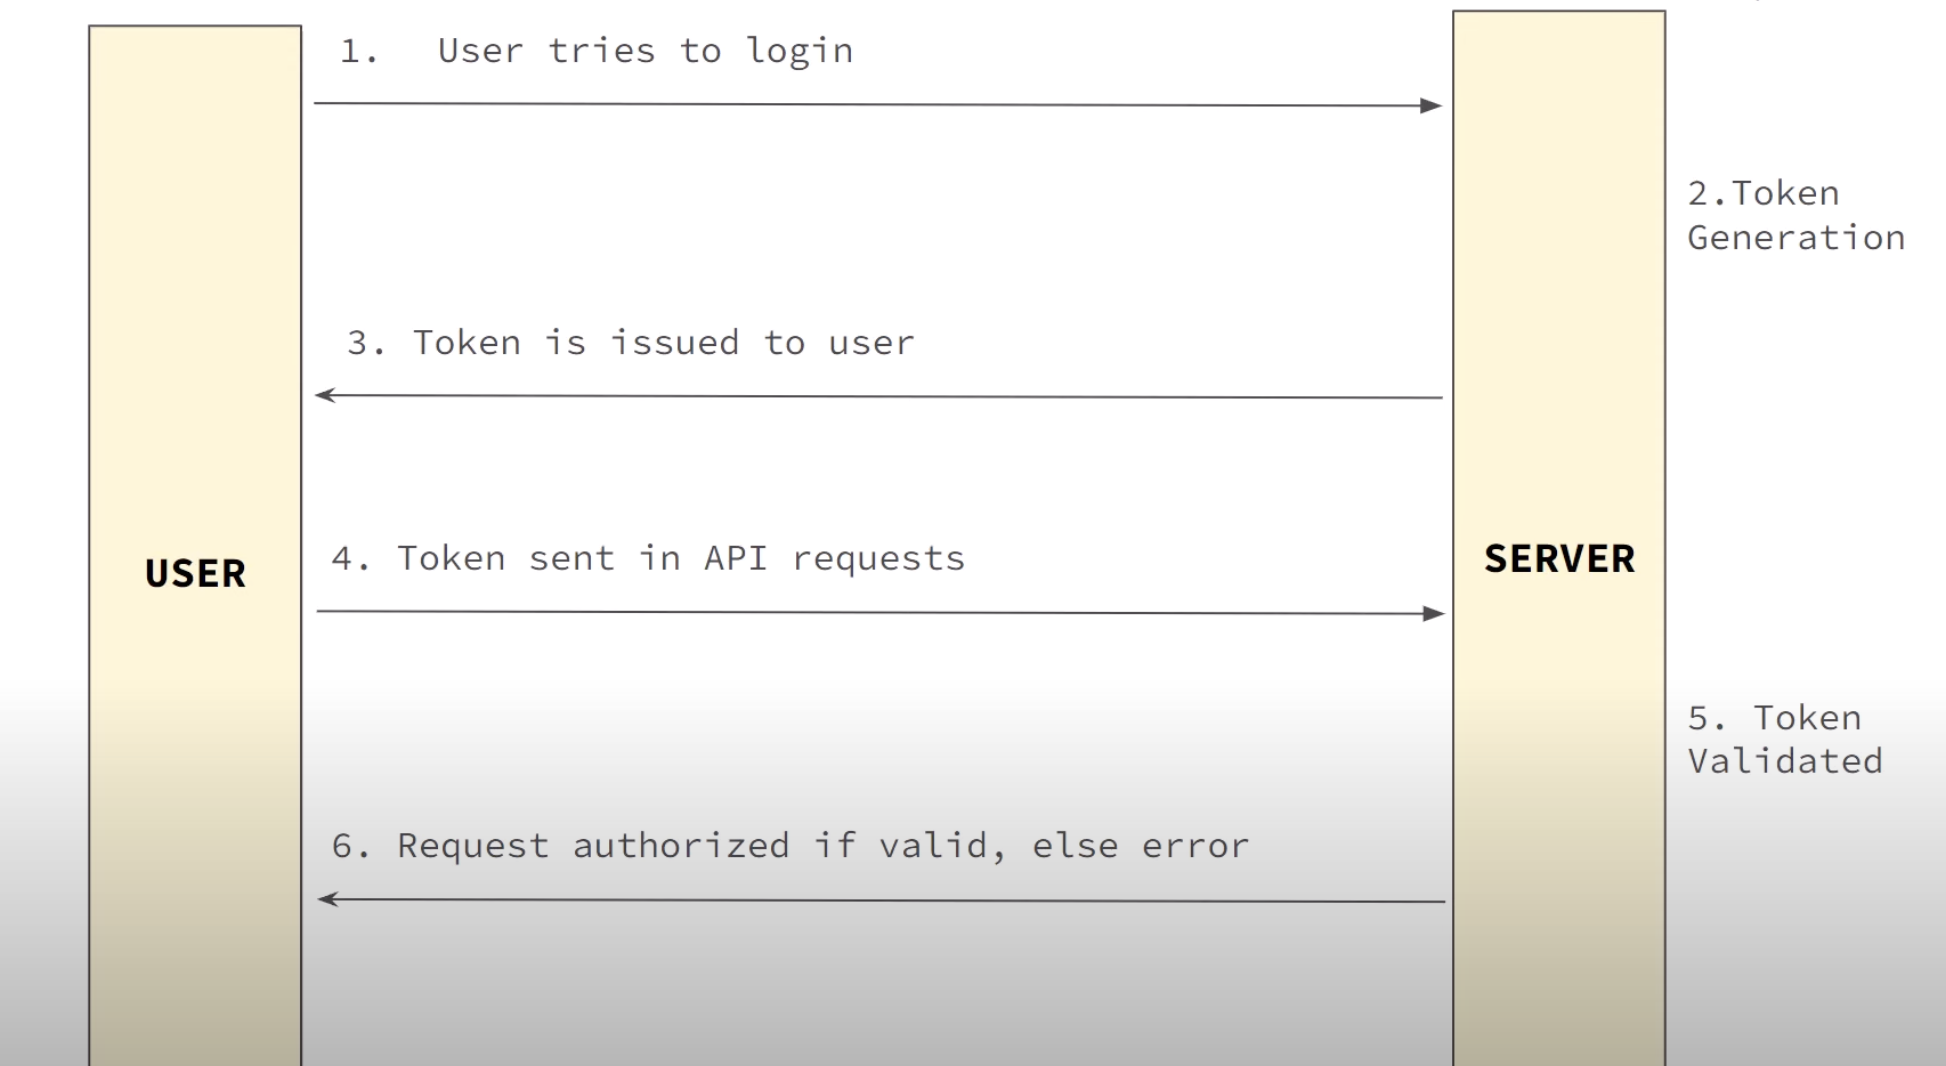 1. User tries to login
2.Token
Generation
3. Token is issued to user
4. Token sent in API requests
USER
SERVER
5. Token
Validated
6. Request authorized if valid, else error